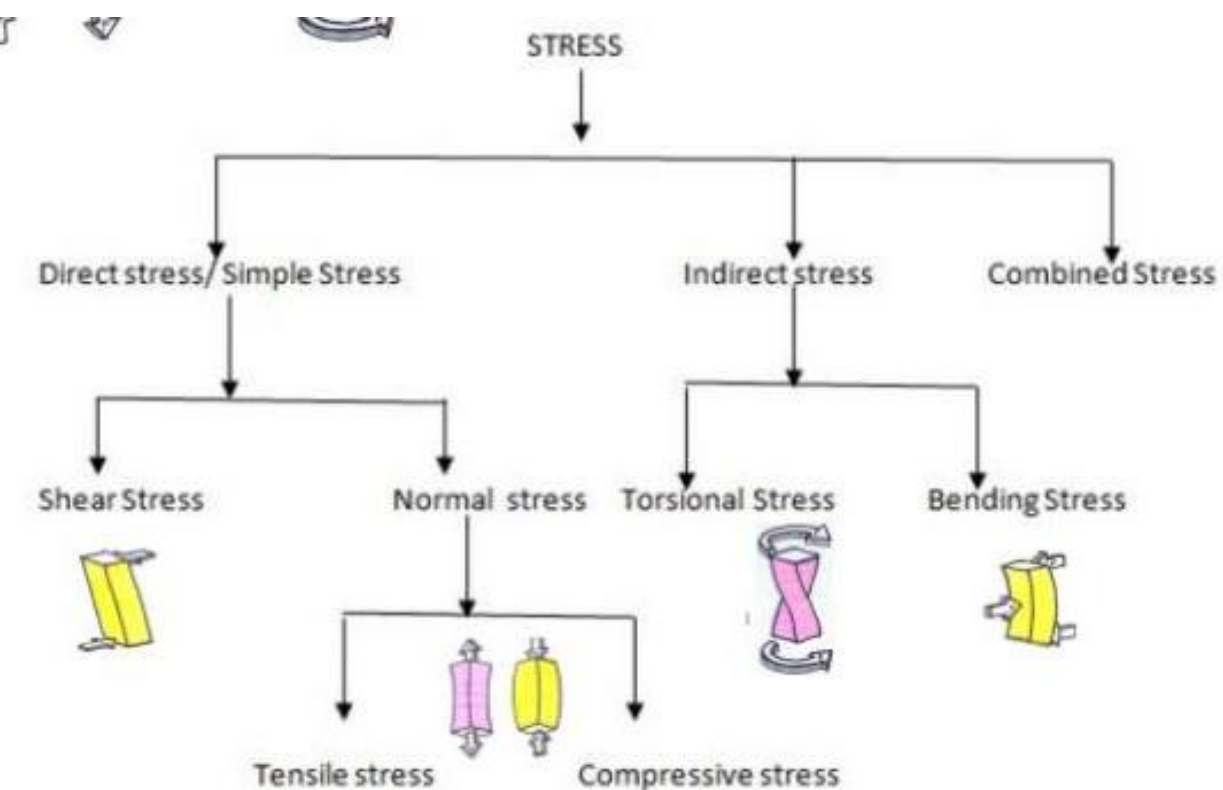 STRESS
Direct stress/ Simple Stress
Indirect stress
Combined Stress
Shear Stress
Normal stress
Torsional Stress
Bending Stress
Tensile stress
Compressive stress